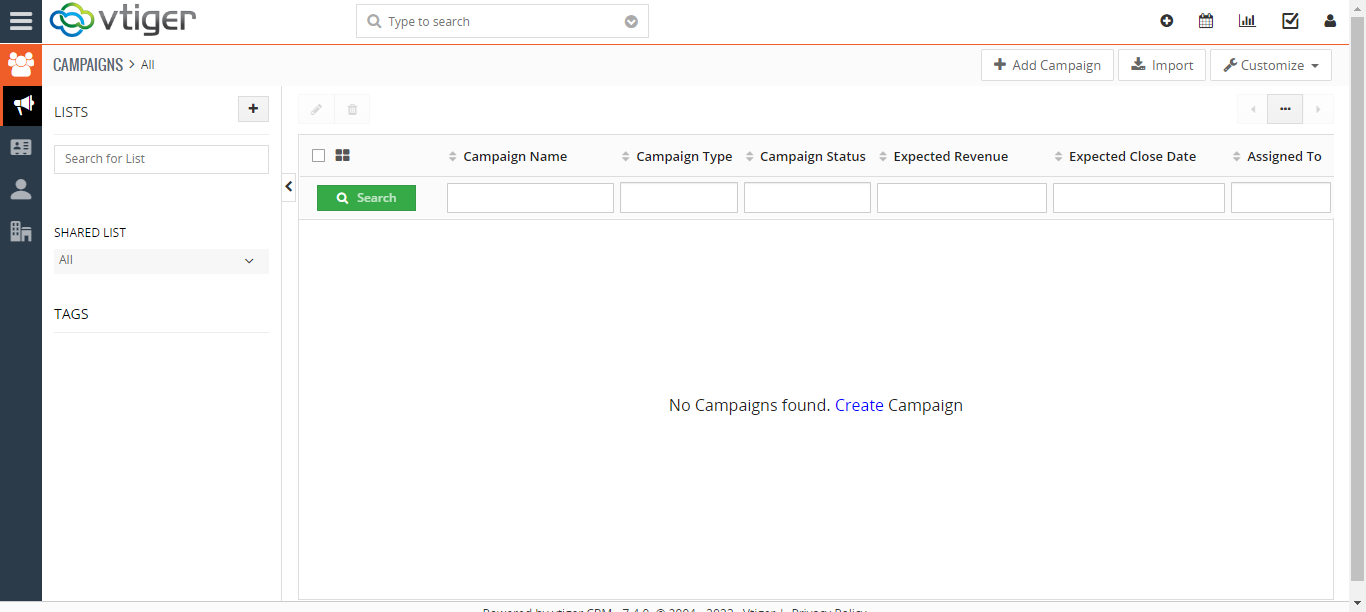 vtiger
Type to search
CAMPAIGNS > All
Add Campaign
Import
Customize
LISTS
Search for List
SHARED LIST
All
TAGS
Campaign Name
Campaign Type
Campaign Status
Expected Revenue
Expected Close Date
Assigned To
Search
No Campaigns found. Create Campaign